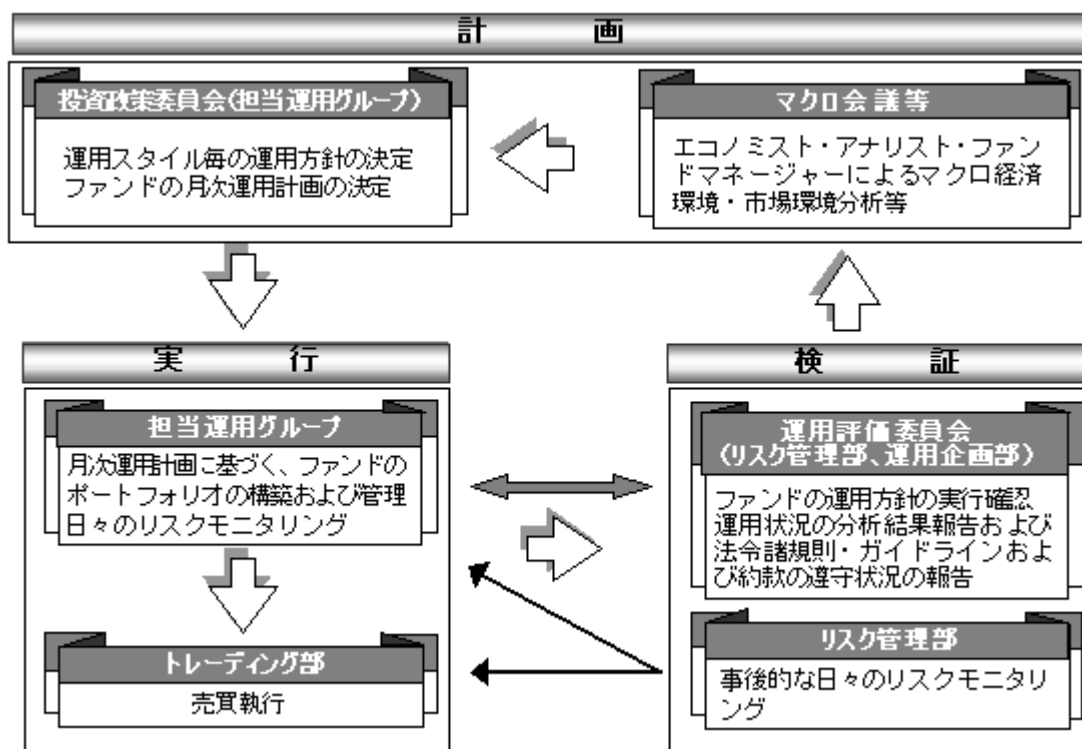 計画
投資政策委員会(担当運用グループ)
運用スタイル毎の運用方針の決定
ファンドの月次運用計画の決定
マクロ会議等
エコノミスト・アナリスト・ファン
ドマネージャーによるマクロ経済
環境・市場環境分析等
実行
担当運用グループ
月次運用計画に基づく、ファンドの
ポートフォリオの構築および管理
日々のリスクモニタリング
トレーディング部
売買執行
検証
運用評価委員会
(リスク管理部、運用企画部)
ファンドの運用方針の実行確認、
運用状況の分析結果報告および
法令諸規則・ガイドラインおよ
び約款の遵守状況の報告
リスク管理部
事後的な日々のリスクモニタリ
ング